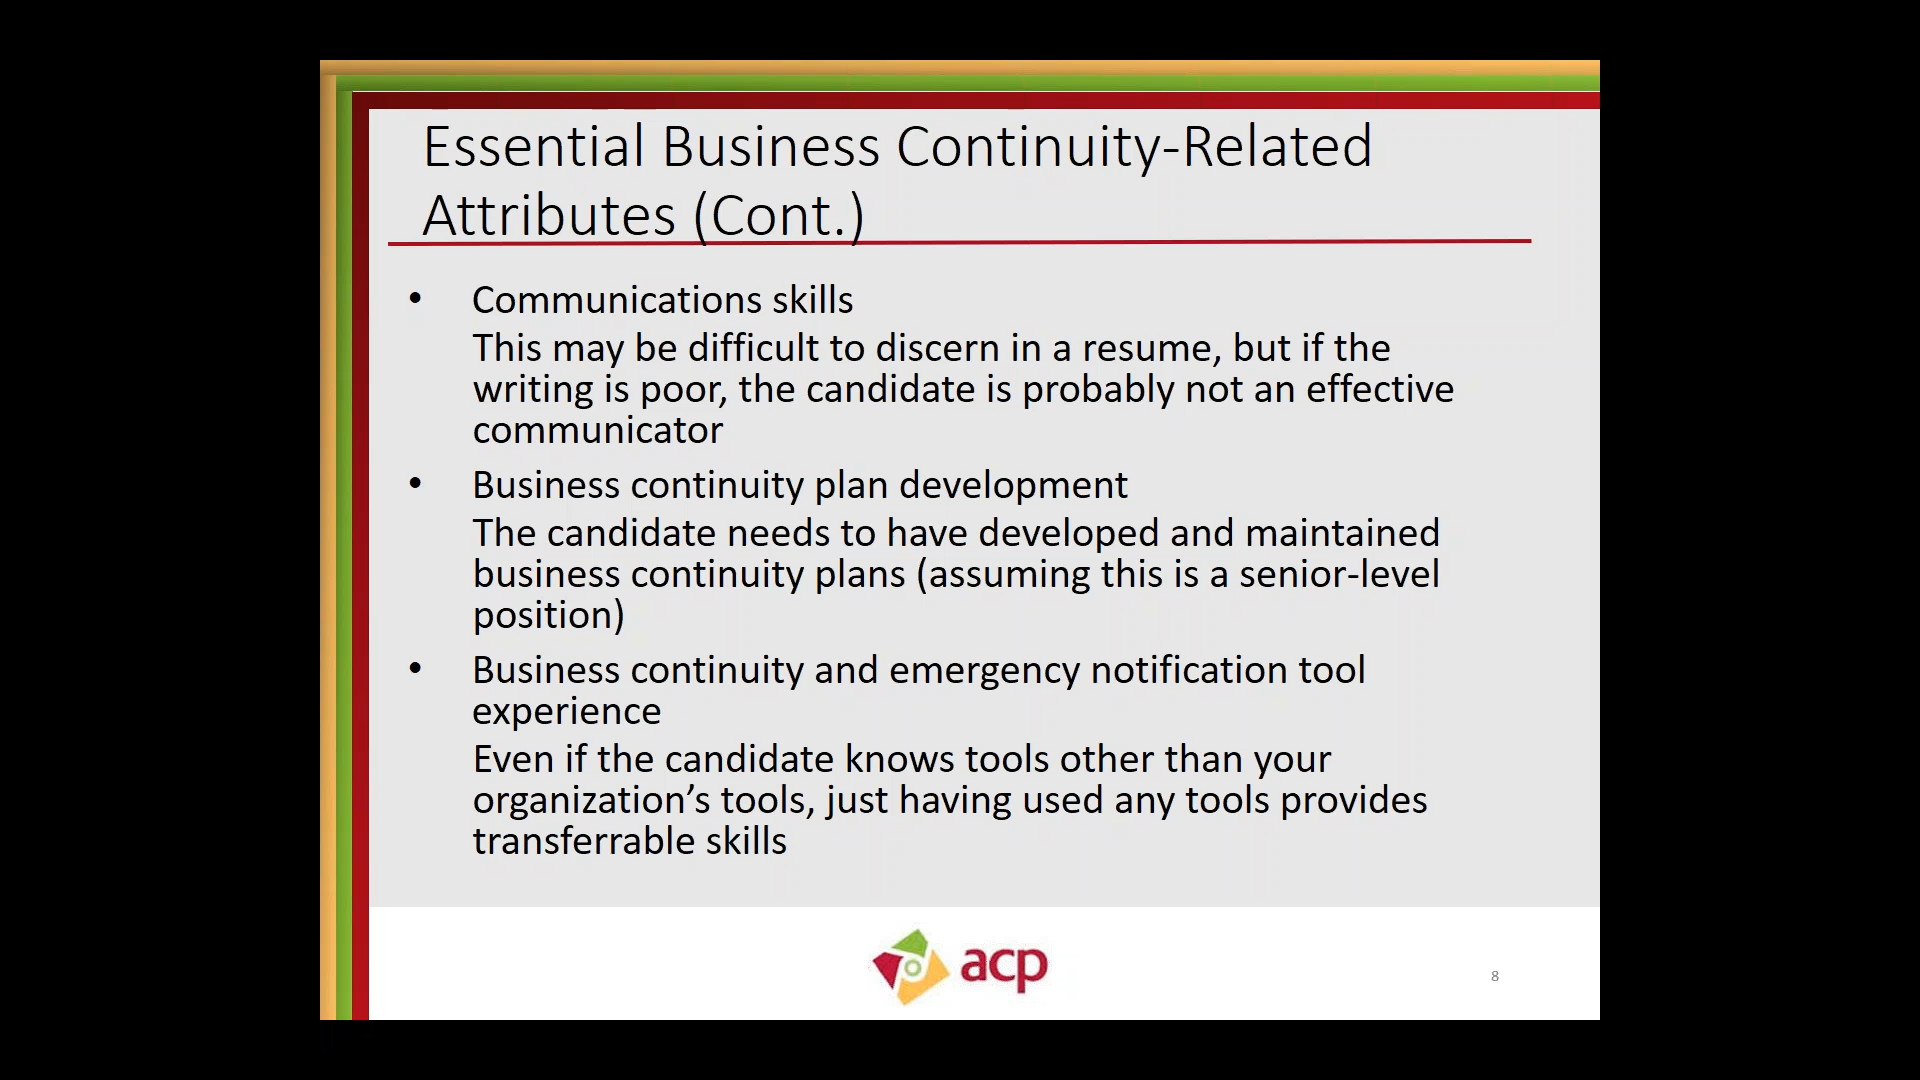 Essential Business Continuity-Related
Attributes (Cont.)
• Communications skills
This may be difficult to discern in a resume, but if the
writing is poor, the candidate is probably not an effective
communicator
• Business continuity plan development
The candidate needs to have developed and maintained
business continuity plans (assuming this is a senior-level
position)
• Business continuity and emergency notification tool
experience
Even if the candidate knows tools other than your
organization’s tools, just having used any tools provides
transferrable skills
acp
8